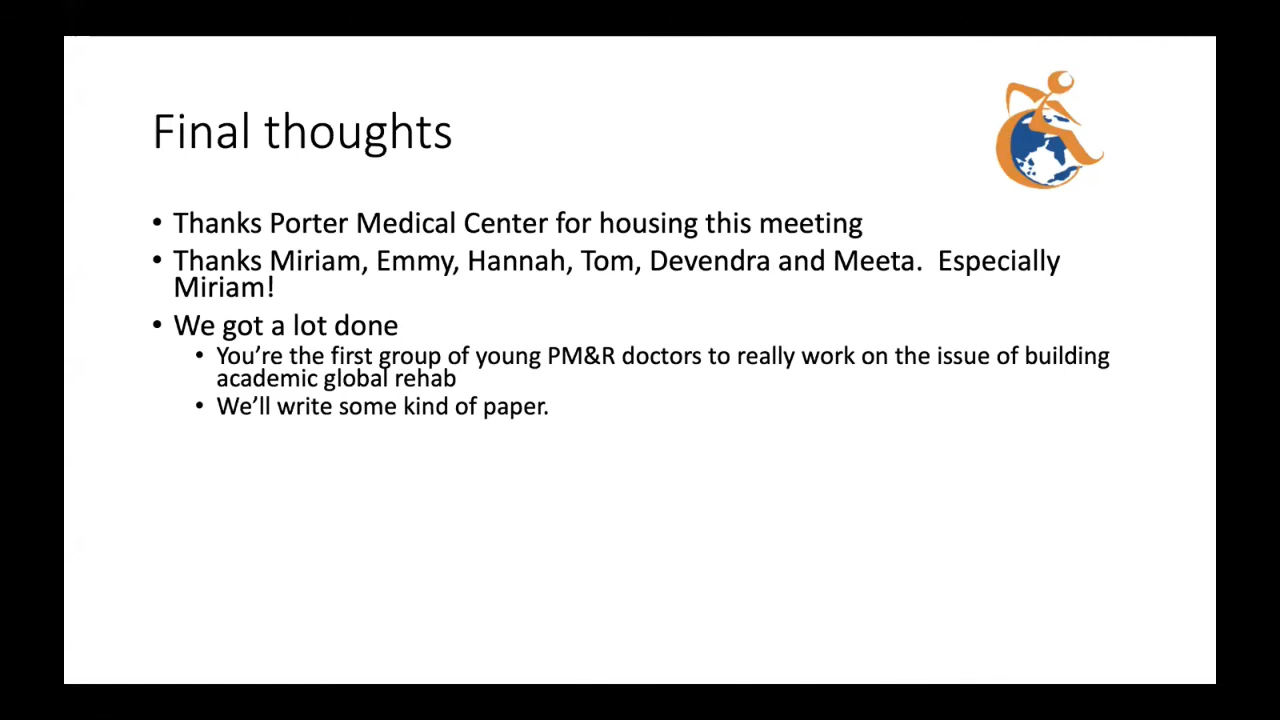 Final thoughts
• Thanks Porter Medical Center for housing this meeting
• Thanks Miriam, Emmy, Hannah, Tom, Devendra and Meeta.  Especially
Miriam!
• We got a lot done
• You’re the first group of young PM&R doctors to really work on the issue of building
academic global rehab
• We’ll write some kind of paper.